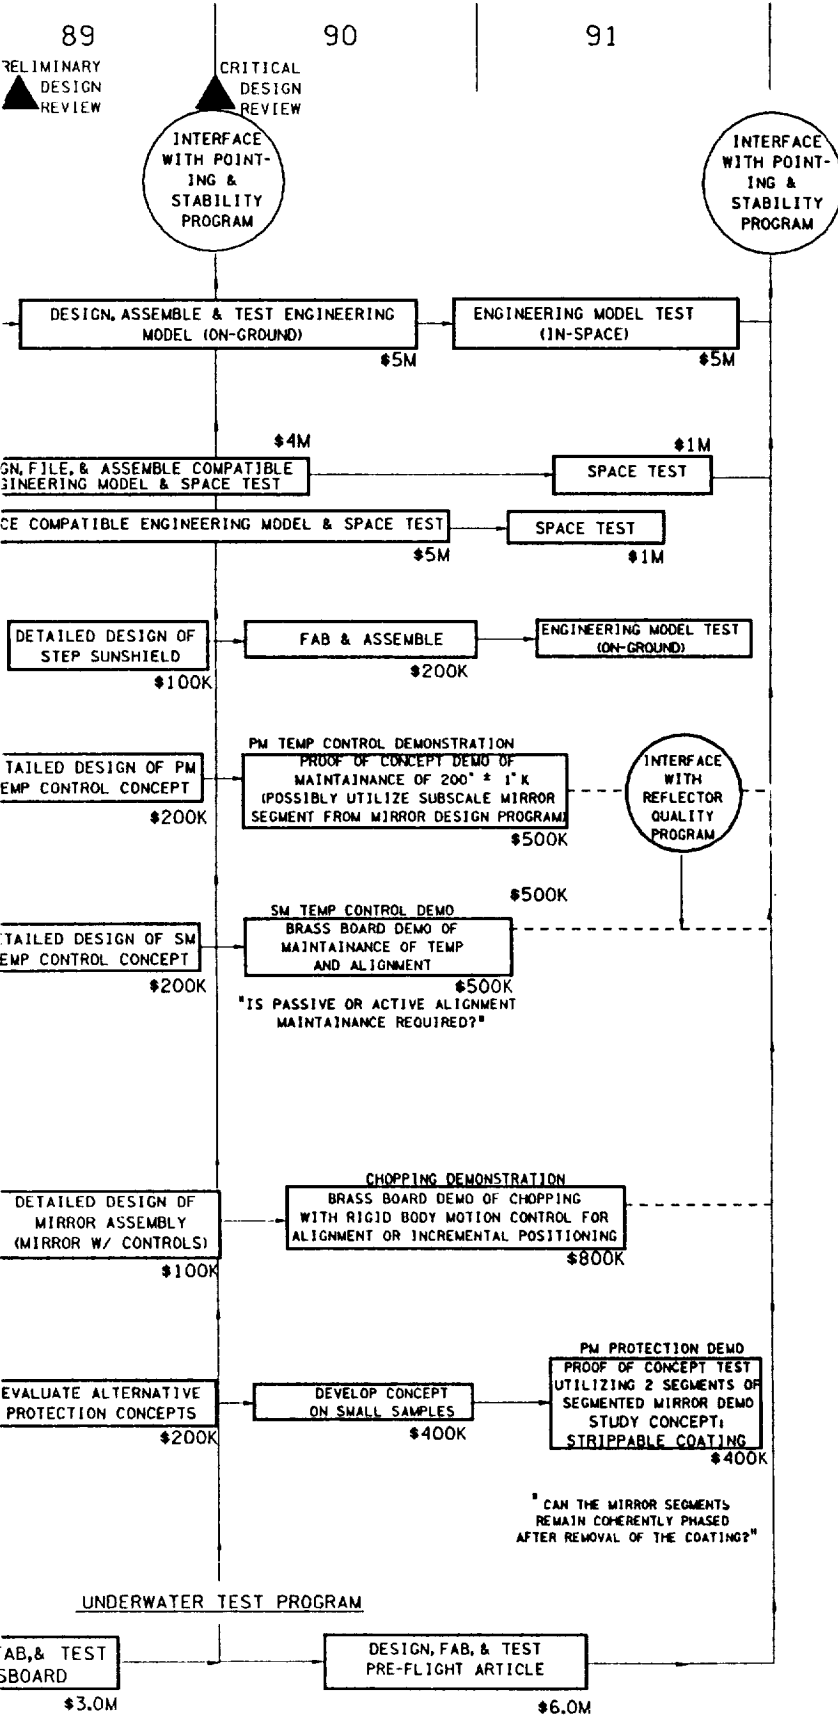 89 90 91
RELIMINARY
DESIGN
REVIEW
CRITICAL
DESIGN
REVIEW
INTERFACE
WITH POINT-
ING &
STABILITY
PROGRAM
INTERFACE
WITH POINT-
ING &
STABILITY
PROGRAM
DESIGN, ASSEMBLE & TEST ENGINEERING
MODEL (ON-GROUND)
$5M
ENGINEERING MODEL TEST
(IN-SPACE)
$5M
$4M
GN, FILE, & ASSEMBLE COMPATIBLE
GINEERING MODEL & SPACE TEST
$1M
SPACE TEST
CE COMPATIBLE ENGINEERING MODEL & SPACE TEST
$5M
SPACE TEST
$1M
DETAILED DESIGN OF
STEP SUNSHIELD
$100K
FAB & ASSEMBLE
$200K
ENGINEERING MODEL TEST
(ON-GROUND)
TAILED DESIGN OF PM
EMP CONTROL CONCEPT
$200K
PM TEMP CONTROL DEMONSTRATION
PROOF OF CONCEPT DEMO OF
MAINTAINANCE OF 200° ± 1°K
(POSSIBLY UTILIZE SUBSCALE MIRROR
SEGMENT FROM MIRROR DESIGN PROGRAM)
$500K
INTERFACE
WITH
REFLECTOR
QUALITY
PROGRAM
$500K
TAILED DESIGN OF SM
EMP CONTROL CONCEPT
$200K
SM TEMP CONTROL DEMO
BRASS BOARD DEMO OF
MAINTAINANCE OF TEMP
AND ALIGNMENT
$500K
"IS PASSIVE OR ACTIVE ALIGNMENT
MAINTAINANCE REQUIRED?"
DETAILED DESIGN OF
MIRROR ASSEMBLY
(MIRROR W/ CONTROLS)
$100K
CHOPPING DEMONSTRATION
BRASS BOARD DEMO OF CHOPPING
WITH RIGID BODY MOTION CONTROL FOR
ALIGNMENT OR INCREMENTAL POSITIONING
$800K
EVALUATE ALTERNATIVE
PROTECTION CONCEPTS
$200K
DEVELOP CONCEPT
ON SMALL SAMPLES
$400K
PM PROTECTION DEMO
PROOF OF CONCEPT TEST
UTILIZING 2 SEGMENTS OF
SEGMENTED MIRROR DEMO
STUDY CONCEPT;
STRIPPABLE COATING
$400K
"CAN THE MIRROR SEGMENTS
REMAIN COHERENTLY PHASED
AFTER REMOVAL OF THE COATING?"
UNDERWATER TEST PROGRAM
FAB,& TEST
SBOARD
$3.0M
DESIGN, FAB, & TEST
PRE-FLIGHT ARTICLE
$6.0M